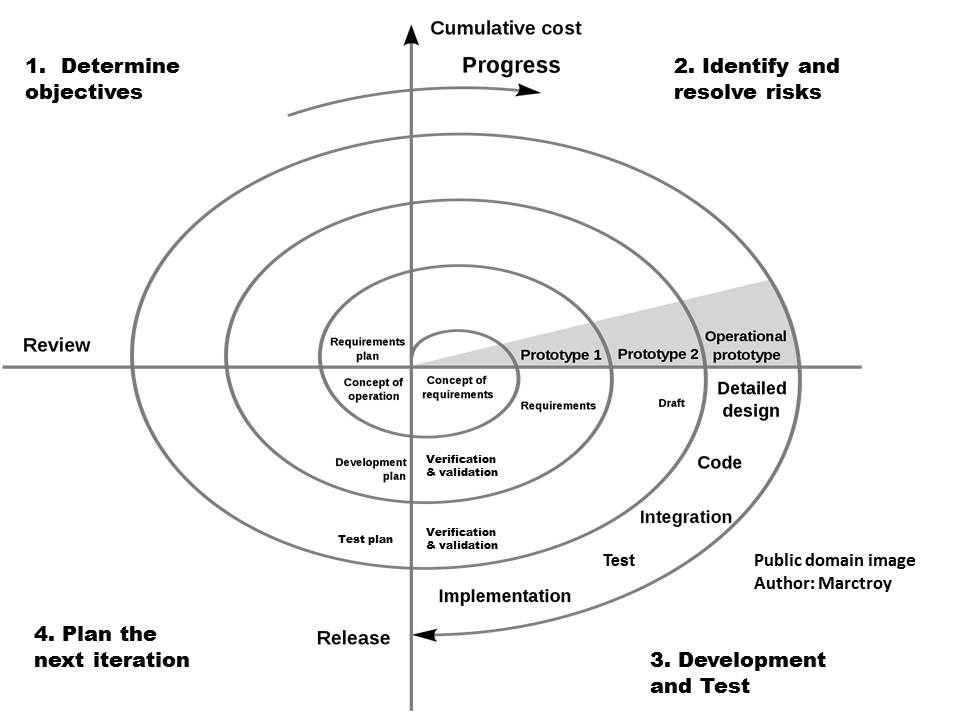 Cumulative cost
Progress
1. Determine
objectives
2. Identify and
resolve risks
Review
Requirements
plan
Prototype 1
Prototype 2
Operational
prototype
Concept of
operation
Concept of
requirements
Requirements
Draft
Detailed
design
Development
plan
Verification
& validation
Code
Test plan
Verification
& validation
Integration
Test
Implementation
Release
Public domain image
Author: Marctroy
4. Plan the
next iteration
3. Development
and Test